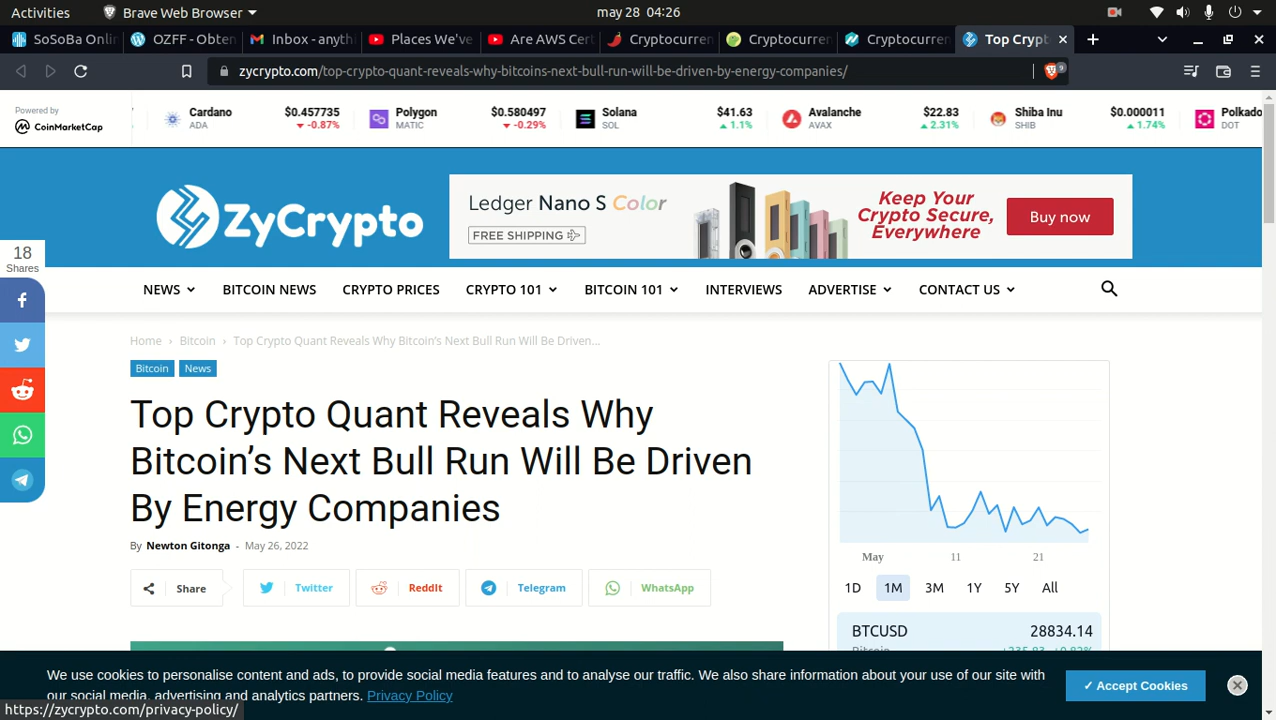 Activities Brave Web Browser may 28 04:26
SoSoBa Onli OZFF - Obten Inbox - anyth Places We've Are AWS Cert Cryptocurren Cryptocurre Cryptocurren Top Crypt
zycrypto.com/top-crypto-quant-reveals-why-bitcoins-next-bull-run-will-be-driven-by-energy-companies/ 9
Powered by
CoinMarketCap
Cardano $0.457735 Polygon $0.580497 Solana $41.63 Avalanche $22.83 Shiba Inu $0.000011 Polkado
ADA -0.87% MATIC -0.29% SOL 1.1% AVAX 2.31% SHIB 1.74% DOT
ZyCrypto
Ledger Nano S Color
FREE SHIPPING
Keep Your
Crypto Secure,
Everywhere
Buy now
18
Shares
NEWS BITCOIN NEWS CRYPTO PRICES CRYPTO 101 BITCOIN 101 INTERVIEWS ADVERTISE CONTACT US
Home › Bitcoin › Top Crypto Quant Reveals Why Bitcoin's Next Bull Run Will Be Driven...
Bitcoin News
Top Crypto Quant Reveals Why
Bitcoin's Next Bull Run Will Be Driven
By Energy Companies
By Newton Gitonga - May 26, 2022
Share Twitter ReddIt Telegram WhatsApp
May 11 21
1D 1M 3M 1Y 5Y All
BTCUSD 28834.14
Bitcoin
We use cookies to personalise content and ads, to provide social media features and to analyse our traffic. We also share information about your use of our site with
our social media, advertising and analytics partners. Privacy Policy
✓ Accept Cookies
https://zycrypto.com/privacy-policy/